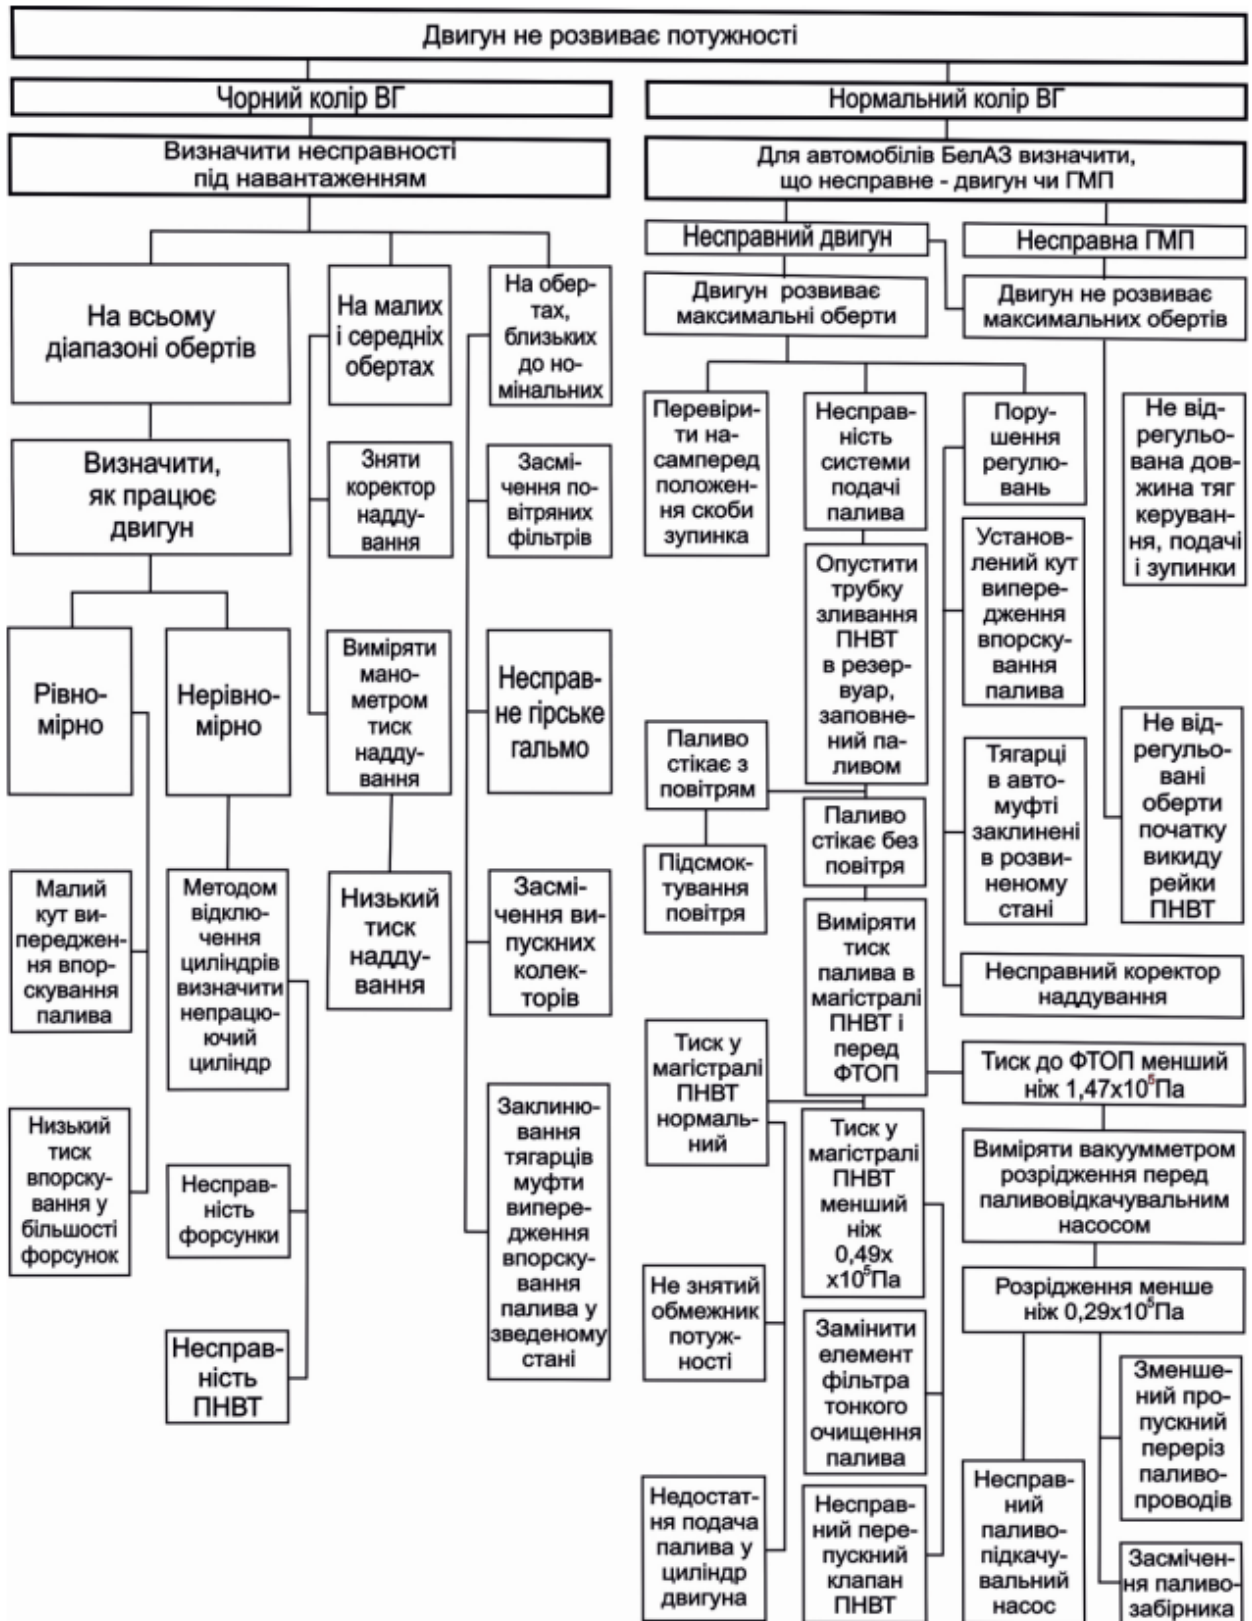 Двигун не розвиває потужності
Чорний колір ВГ
Визначити несправності
під навантаженням
На всьому
діапазоні обертів
На малих
і середніх
обертах
На обер-
тах,
близьких
до но-
мінальних
Визначити,
як працює
двигун
Зняти
коректор
надду-
вання
Засмі-
чення по-
вітряних
фільтрів
Рівно-
мірно
Нерівно-
мірно
Виміряти
мано-
метром
тиск
надду-
вання
Несправ-
не гірське
гальмо
Малий
кут ви-
переджен-
ня впор-
скування
палива
Методом
відклю-
чення
циліндрів
визначити
непрацю-
ючий
циліндр
Низький
тиск
надду-
вання
Засмі-
чення ви-
пускних
колек-
торів
Низький
тиск
впорску-
вання у
більшості
форсунок
Несправ-
ність
форсунки
Заклиню-
вання
тягарців
муфти
випере-
дження
впорску-
вання
палива у
зведеному
стані
Несправ-
ність
ПНВТ
Нормальний колір ВГ
Для автомобілів БелАЗ визначити,
що несправне - двигун чи ГМП
Несправний двигун
Несправна ГМП
Двигун розвиває
максимальні оберти
Двигун не розвиває
максимальних обертів
Перевіри-
ти на-
самперед
положен-
ня скоби
зупинка
Несправ-
ність
системи
подачі
палива
Пору-
шення
регулю-
вань
Не від-
регульо-
вана дов-
жина тяг
керуван-
ня, подачі
і зупинки
Опустити
трубку
зливання
ПНВТ
в резер-
вуар,
заповне-
ний па-
ливом
Установ-
лений кут
випере-
дження
впорску-
вання
палива
Паливо
стікає з
повітрям
Паливо
стікає без
повітря
Тягарці
в авто-
муфті
заклинені
в розви-
неному
стані
Не від-
регульо-
вані
оберти
початку
викиду
рейки
ПНВТ
Підсмок-
тування
повітря
Виміряти
тиск
палива в
магістралі
ПНВТ і
перед
ФТОП
Несправний коректор
наддування
Тиск у
магістралі
ПНВТ
нормаль-
ний
Тиск до ФТОП менший
ніж 1,47х10⁵Па
Тиск у
магістралі
ПНВТ
менший
ніж
0,49х
х10⁵Па
Виміряти вакуумметром
розрідження перед
паливовідкачувальним
насосом
Не знятий
обмежник
потуж-
ності
Розрідження менше
ніж 0,29х10⁵Па
Замінити
елемент
фільтра
тонкого
очищення
палива
Зменше-
ний про-
пускний
переріз
паливо-
проводів
Недостат-
ня подача
палива у
циліндр
двигуна
Несправ-
ний пере-
пускний
клапан
ПНВТ
Несправ-
ний
паливо-
підкачу-
вальний
насос
Засмічен-
ня паливо-
забірника